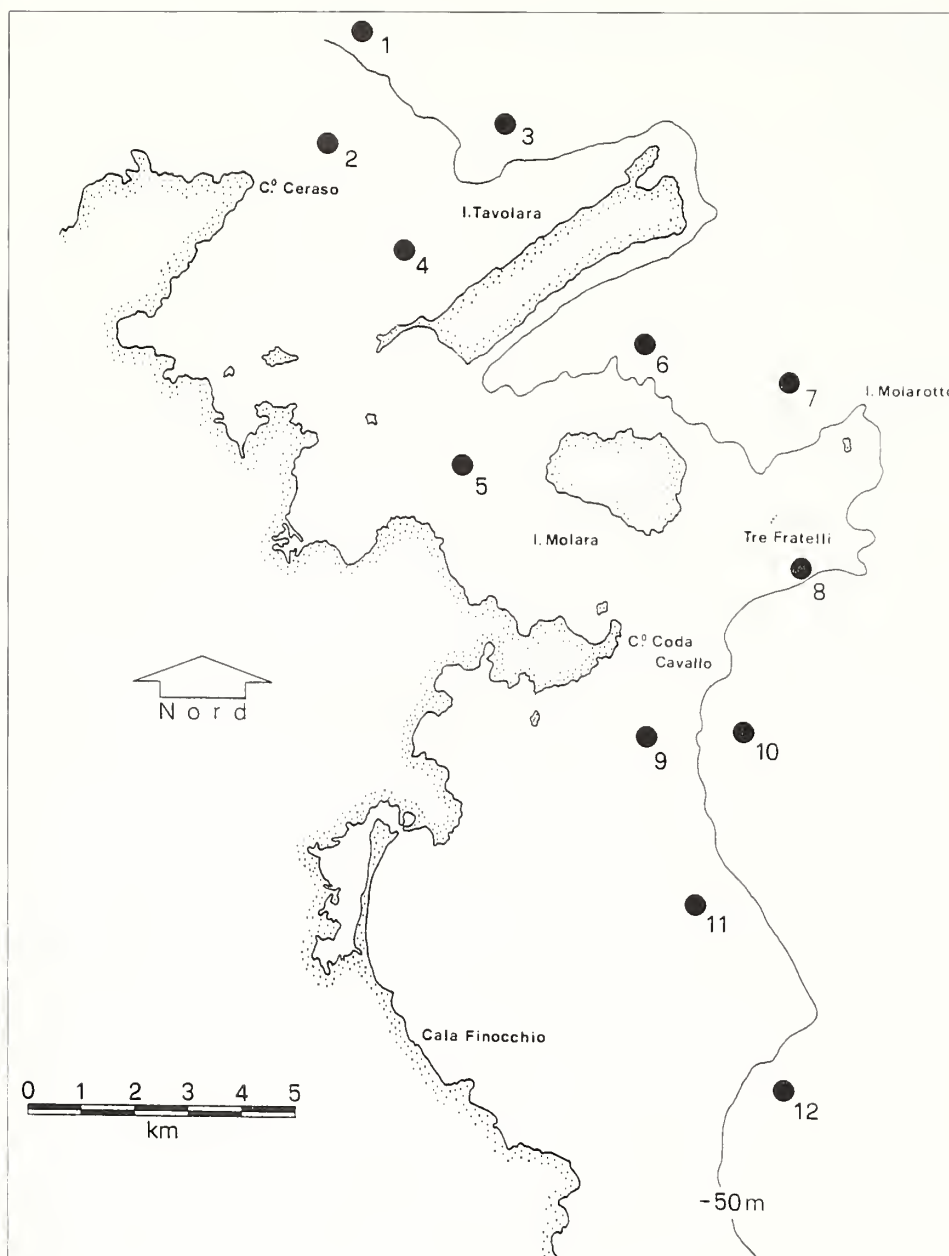 1
3
2
C.º Ceraso
I. Tavolara
4
6
7
I. Molarotto
5
I. Molara
Tre Fratelli
8
C.º Coda
Cavallo
Nord
9
10
11
Cala Finocchio
0 1 2 3 4 5
km
12
-50m